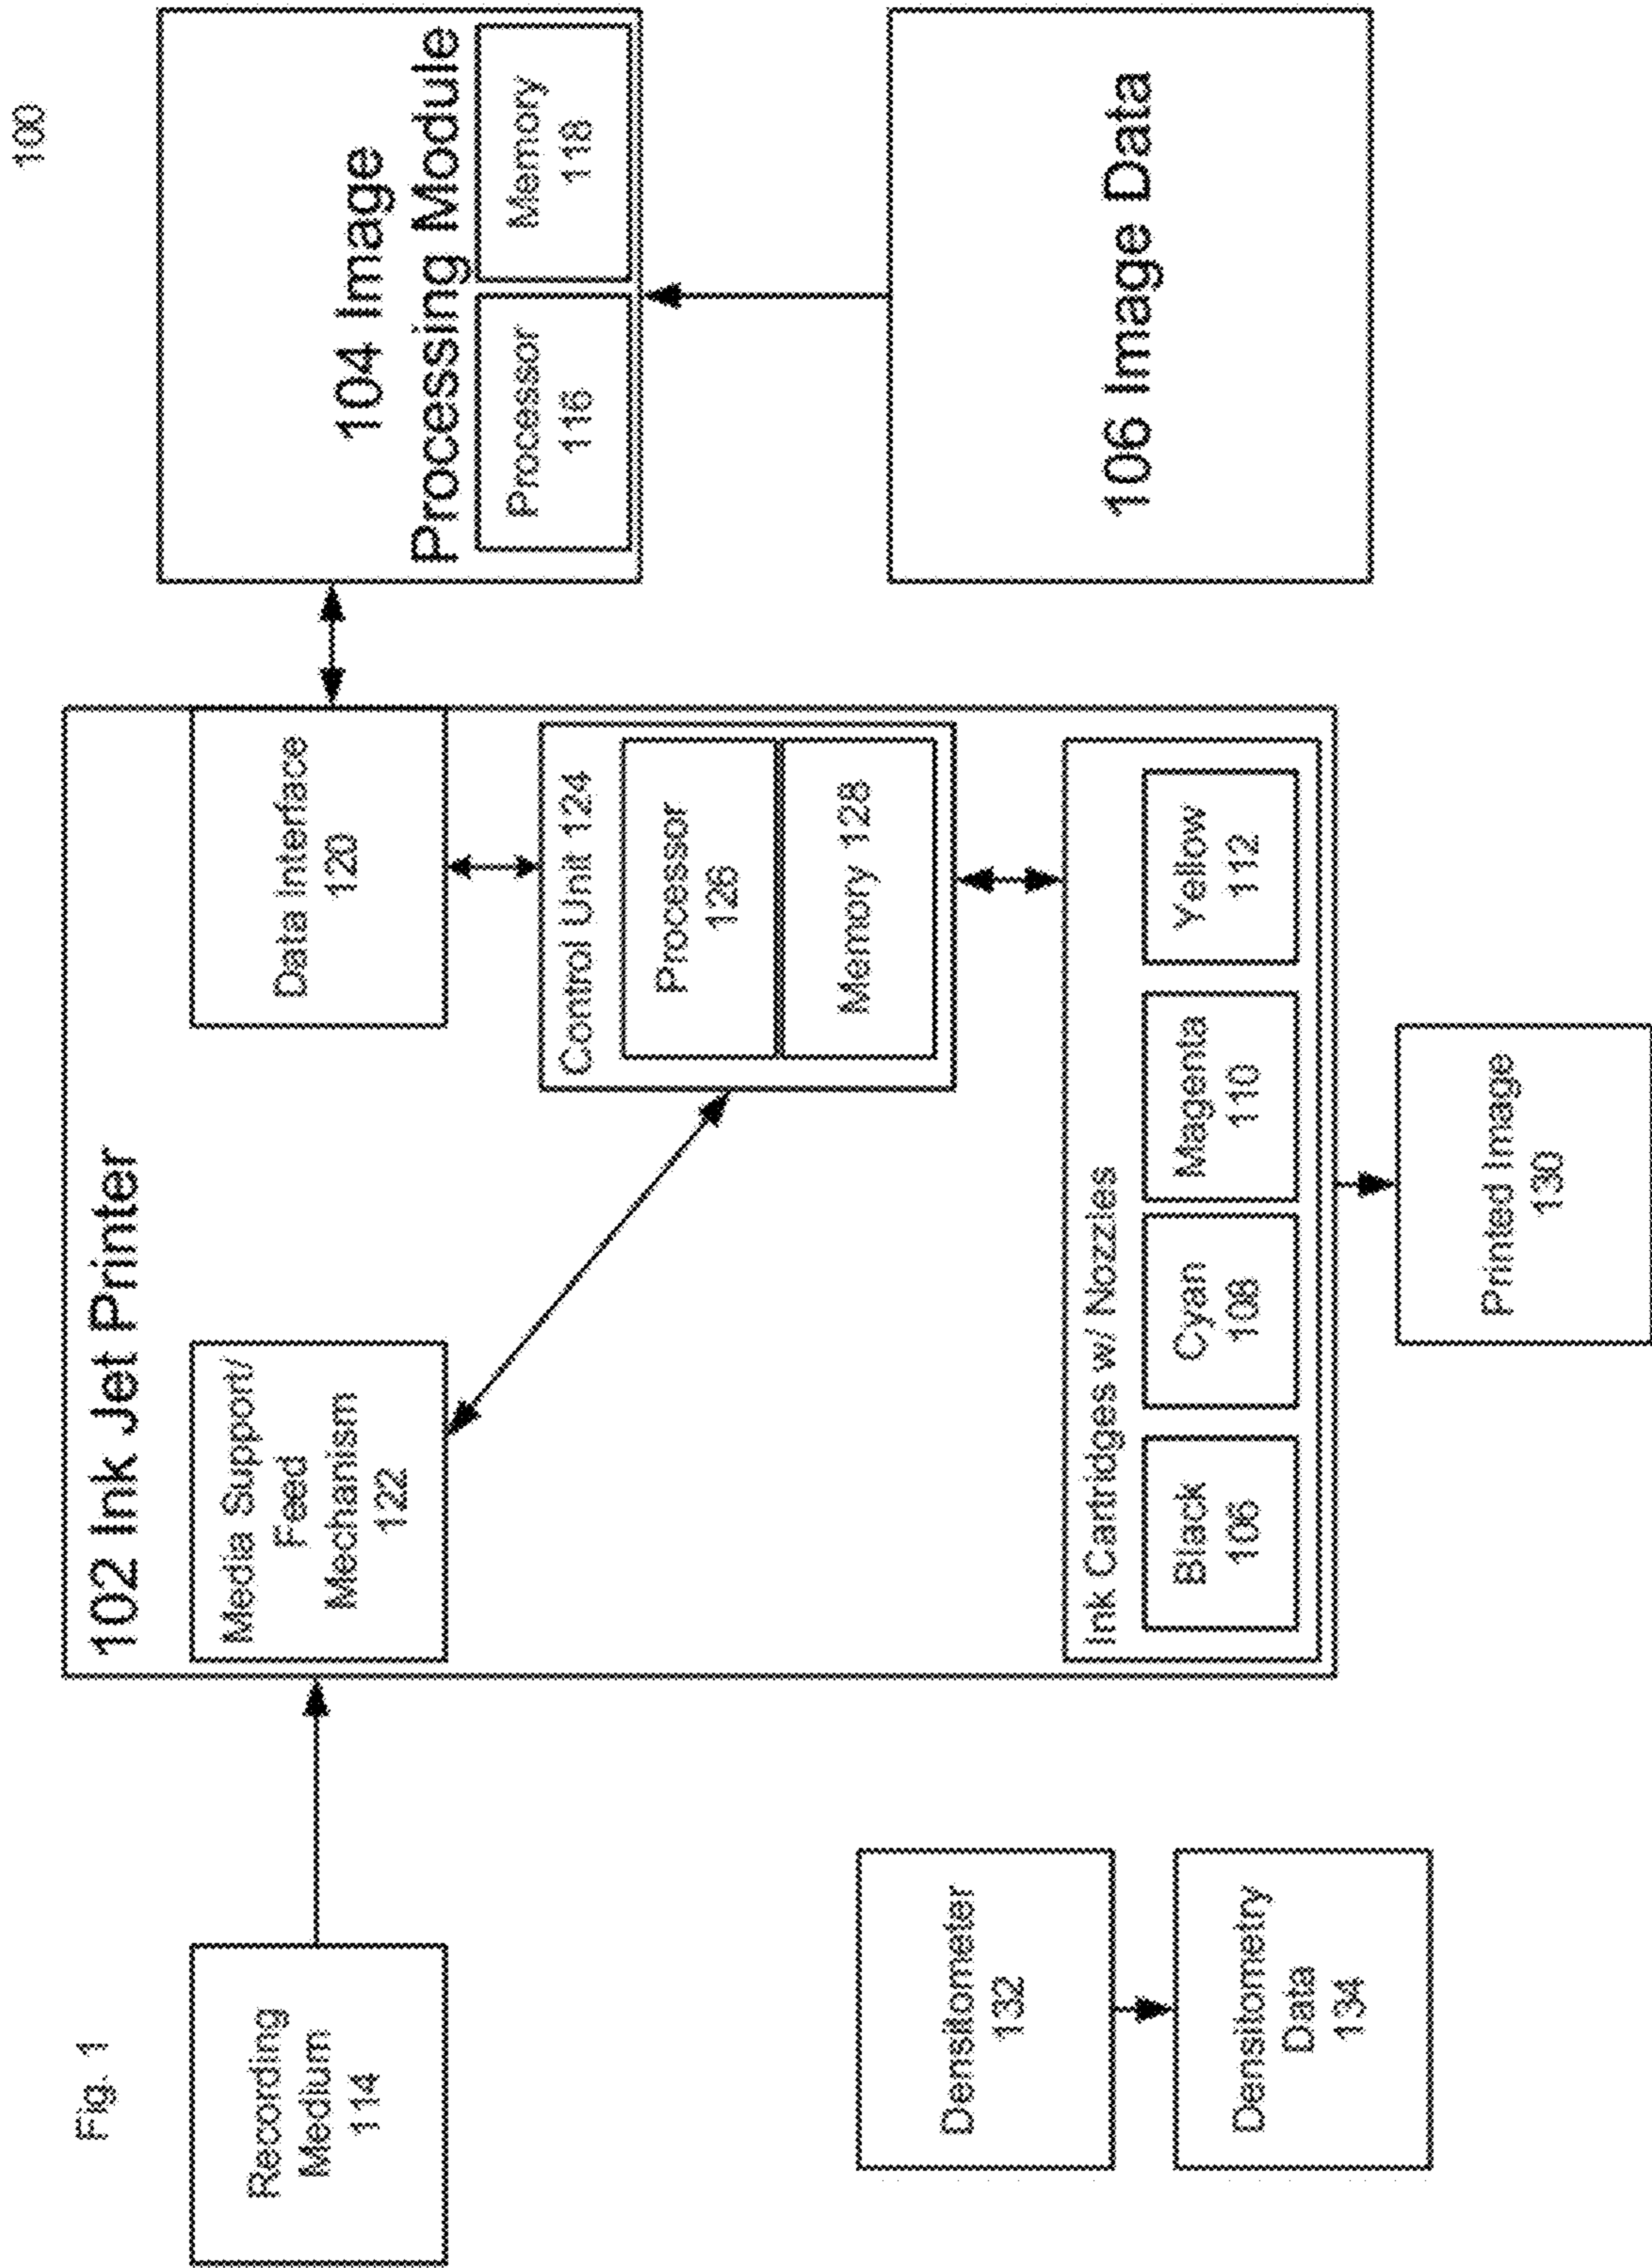 Fig. 1
100
102 Ink Jet Printer
Recording
Medium
114
Media Support/
Feed
Mechanism
122
Data Interface
120
104 Image
Processing Module
Processor
116
Memory
118
Control Unit 124
Processor
126
Memory 128
106 Image Data
Ink Cartridges w/ Nozzles
Black
106
Cyan
108
Magenta
110
Yellow
112
Densitometer
132
Densitometry
Data
134
Printed Image
130